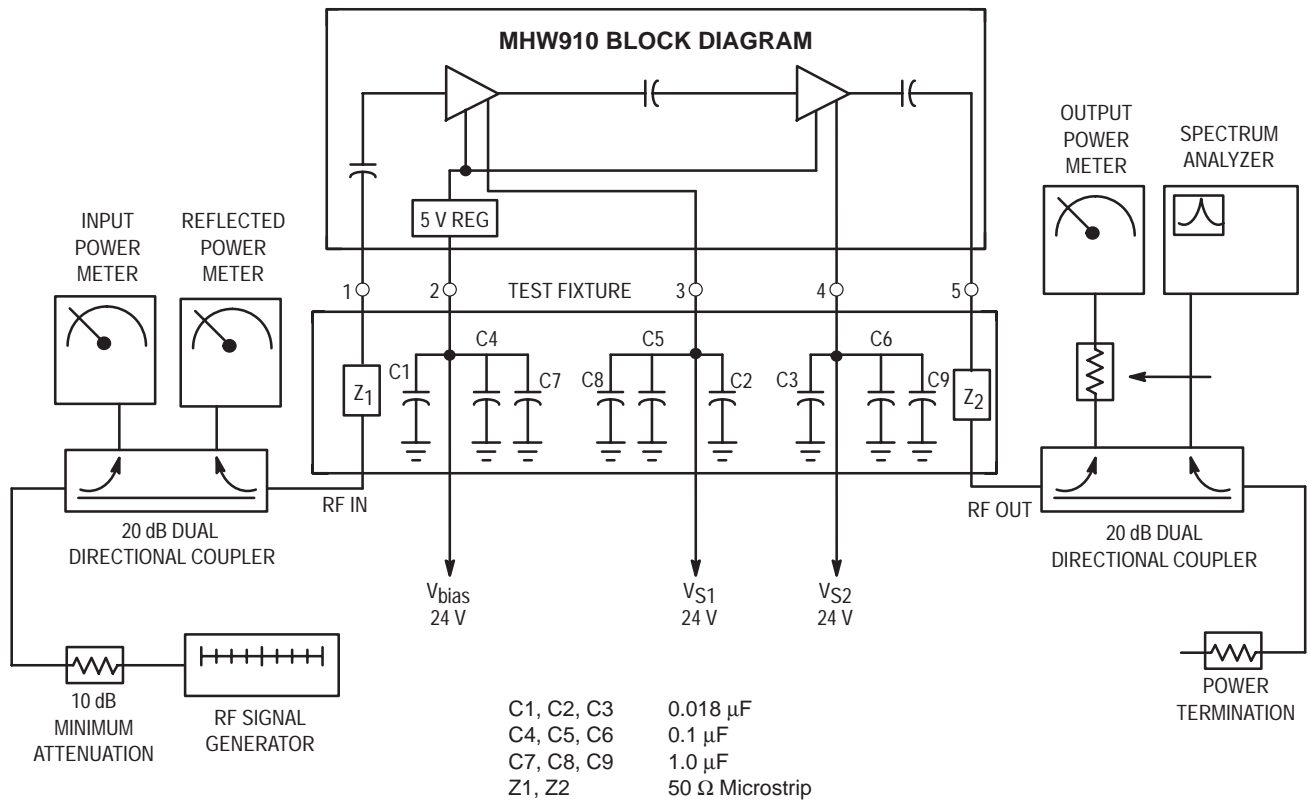 MHW910 BLOCK DIAGRAM
OUTPUT
POWER
METER
SPECTRUM
ANALYZER
INPUT
POWER
METER
REFLECTED
POWER
METER
5 V REG
1
2
TEST FIXTURE
3
4
5
Z1
C1
C4
C7
C8
C5
C2
C3
C6
C9
Z2
RF IN
RF OUT
20 dB DUAL
DIRECTIONAL COUPLER
20 dB DUAL
DIRECTIONAL COUPLER
Vbias
24 V
VS1
24 V
VS2
24 V
10 dB
MINIMUM
ATTENUATION
RF SIGNAL
GENERATOR
POWER
TERMINATION
C1, C2, C3 0.018 μF
C4, C5, C6 0.1 μF
C7, C8, C9 1.0 μF
Z1, Z2 50 Ω Microstrip